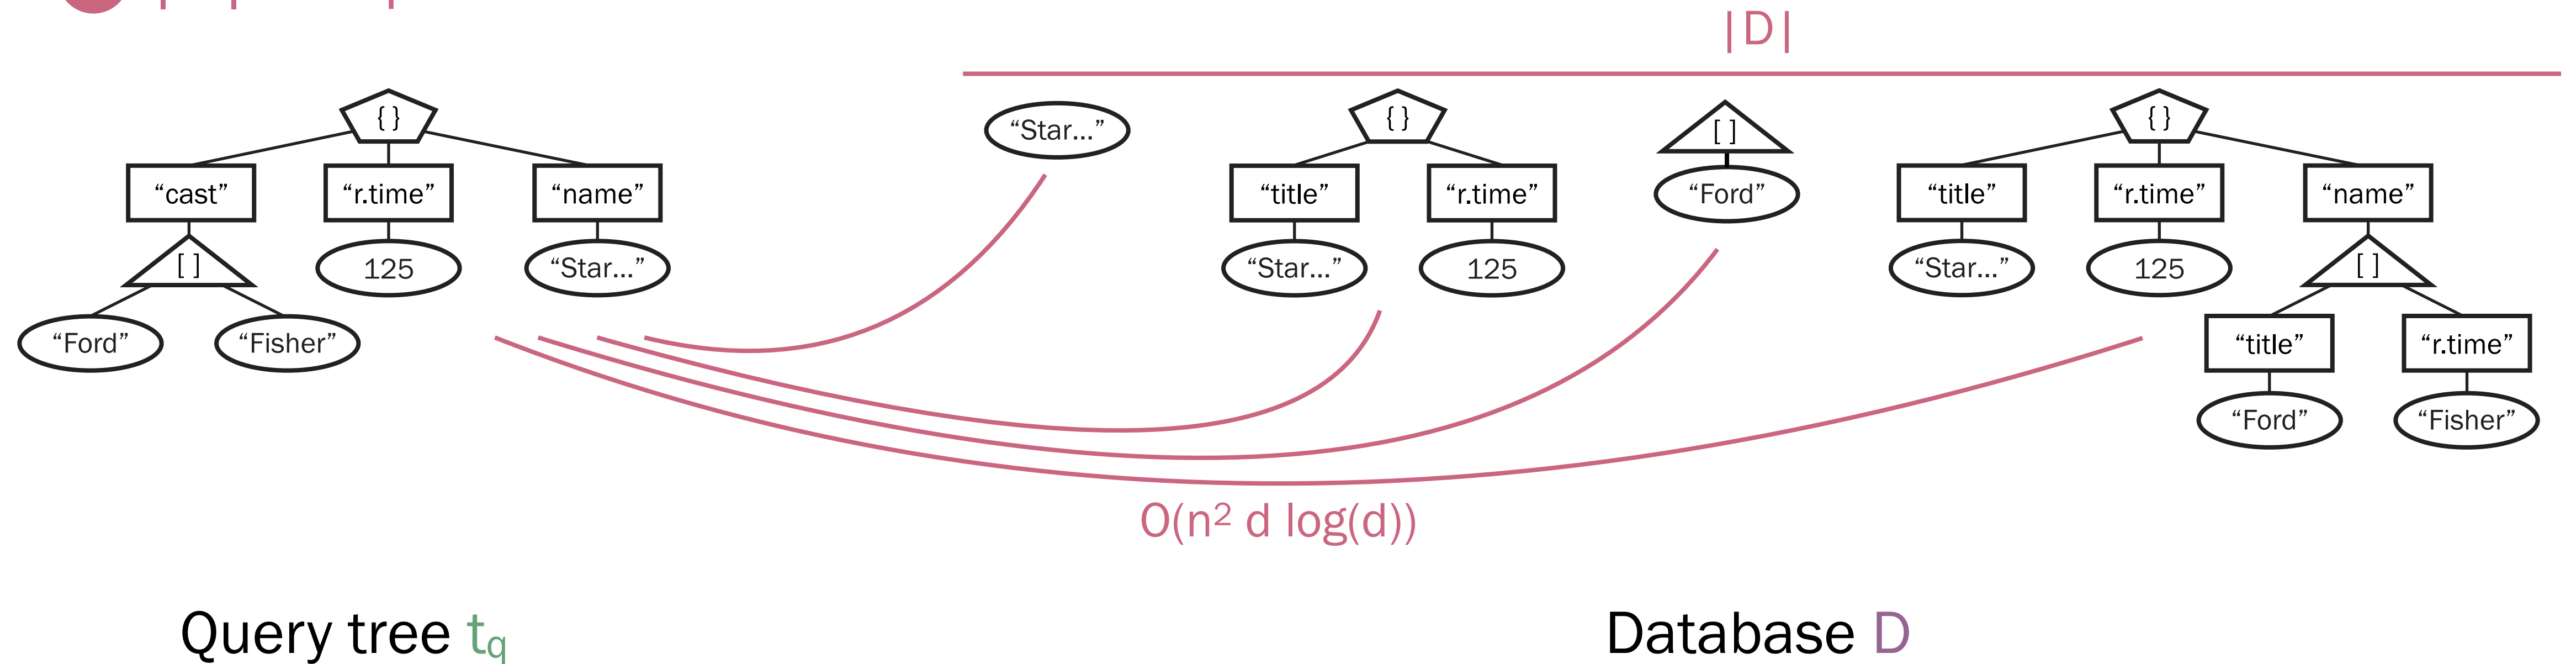 |D|
{ } "Star…" { } [ ] { }
"cast" "r.time" "name" "title" "r.time" "Ford" "title" "r.time" "name"
[ ] 125 "Star…" "Star…" 125 "Star…" 125 [ ]
"Ford" "Fisher" "title" "r.time"
"Ford" "Fisher"
O(n² d log(d))
Query tree tq Database D